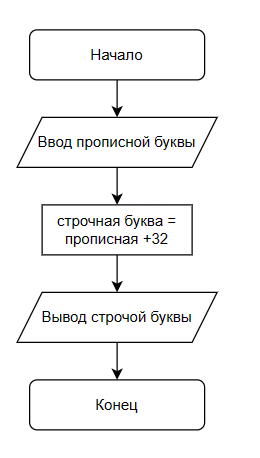 Начало
Ввод прописной буквы
строчная буква =
прописная +32
Вывод строчой буквы
Конец